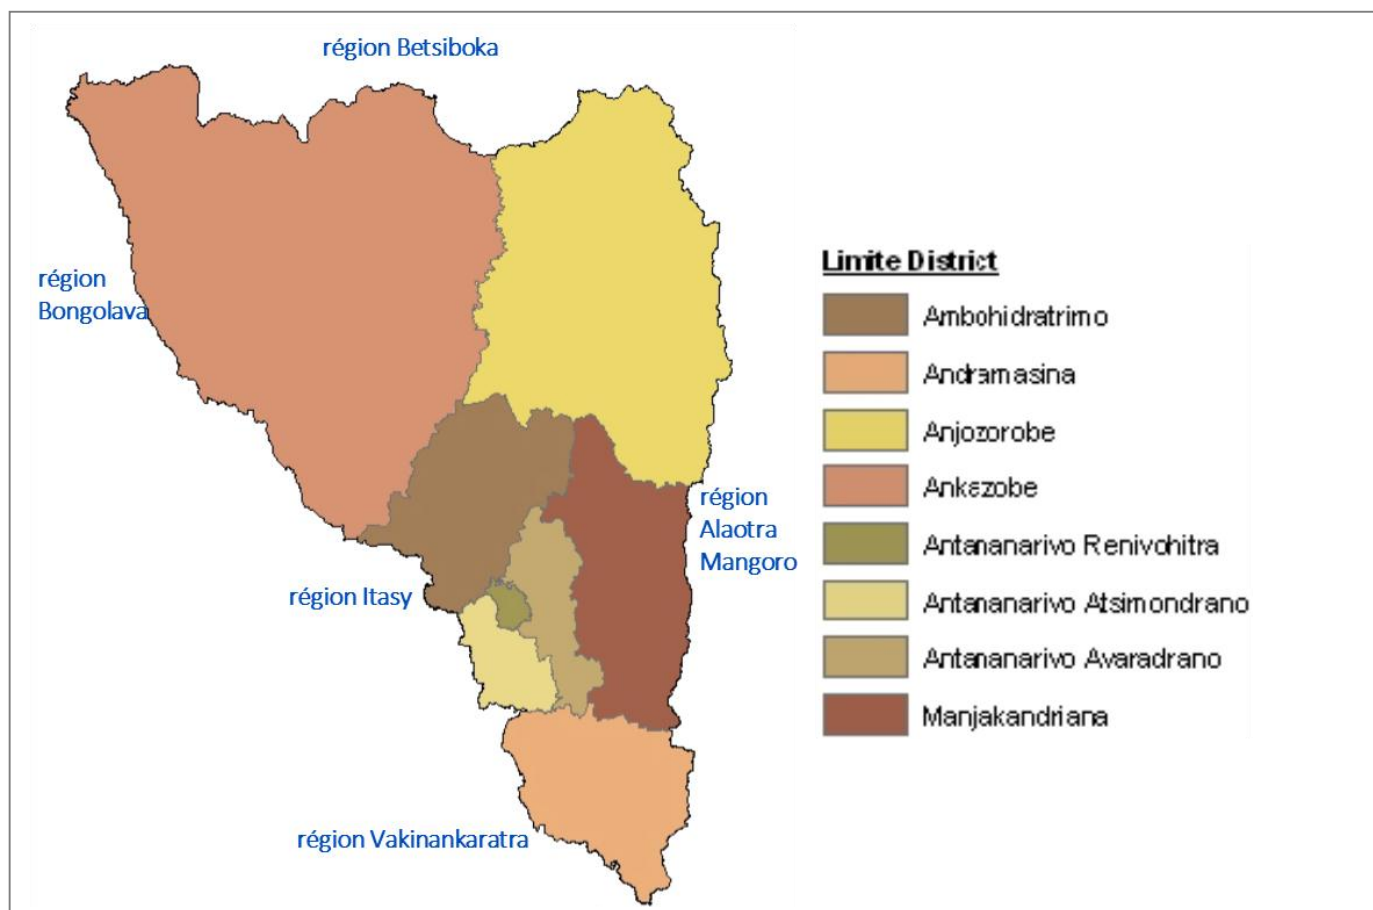 région Betsiboka
région
Bongolava
région
Alaotra
Mangoro
région Itasy
région Vakinankaratra
Limite District
Ambohidratrimo
Andramasina
Anjozorobe
Ankazobe
Antananarivo Renivohitra
Antananarivo Atsimondrano
Antananarivo Avaradrano
Manjakandriana